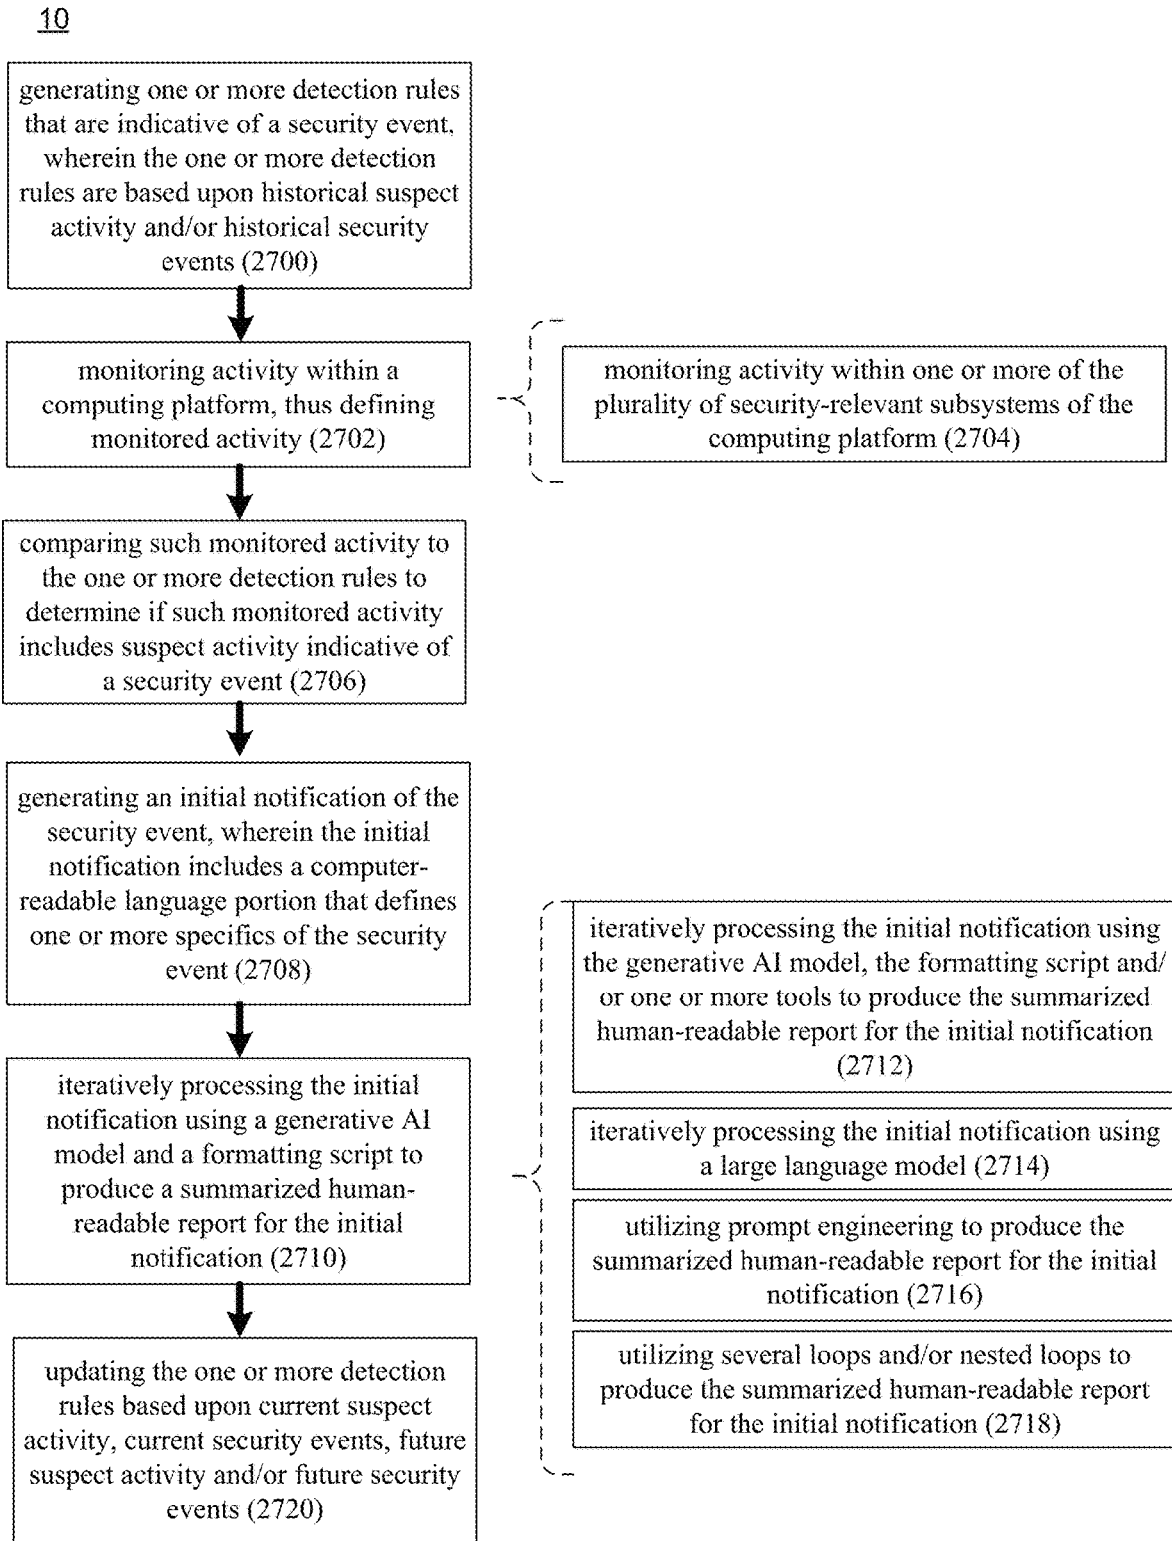 10
generating one or more detection rules
that are indicative of a security event,
wherein the one or more detection
rules are based upon historical suspect
activity and/or historical security
events (2700)
monitoring activity within a
computing platform, thus defining
monitored activity (2702)
monitoring activity within one or more of the
plurality of security-relevant subsystems of the
computing platform (2704)
comparing such monitored activity to
the one or more detection rules to
determine if such monitored activity
includes suspect activity indicative of
a security event (2706)
generating an initial notification of the
security event, wherein the initial
notification includes a computer-
readable language portion that defines
one or more specifics of the security
event (2708)
iteratively processing the initial
notification using a generative AI
model and a formatting script to
produce a summarized human-
readable report for the initial
notification (2710)
iteratively processing the initial notification using
the generative AI model, the formatting script and/
or one or more tools to produce the summarized
human-readable report for the initial notification
(2712)
iteratively processing the initial notification using
a large language model (2714)
utilizing prompt engineering to produce the
summarized human-readable report for the initial
notification (2716)
utilizing several loops and/or nested loops to
produce the summarized human-readable report
for the initial notification (2718)
updating the one or more detection
rules based upon current suspect
activity, current security events, future
suspect activity and/or future security
events (2720)